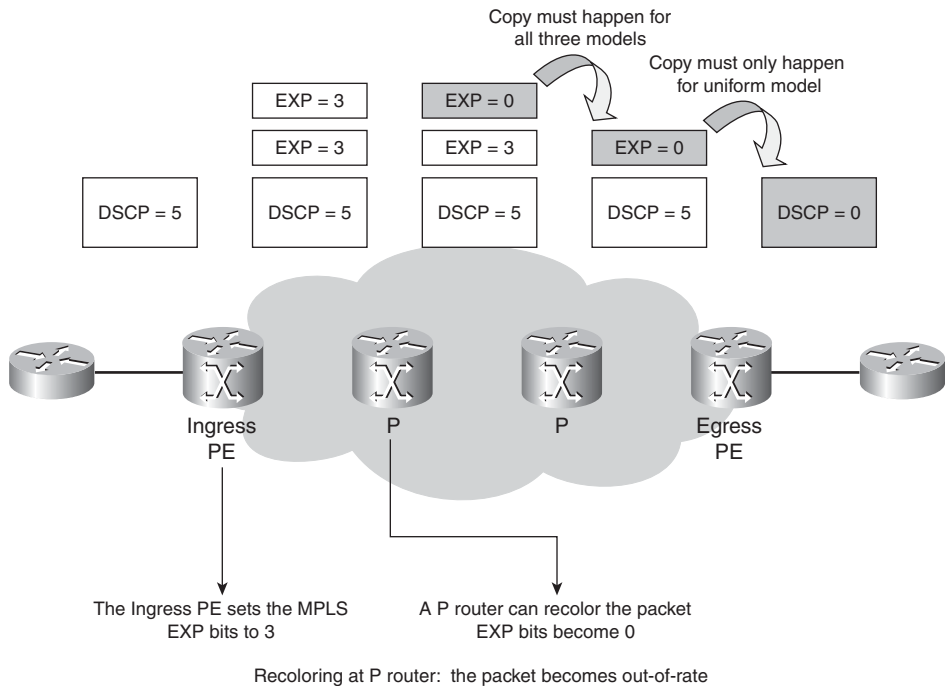 Copy must happen for
all three models
Copy must only happen
for uniform model
EXP = 3
EXP = 0
EXP = 3
EXP = 3
EXP = 0
DSCP = 5
DSCP = 5
DSCP = 5
DSCP = 5
DSCP = 0
Ingress
PE
P
P
Egress
PE
The Ingress PE sets the MPLS
EXP bits to 3
A P router can recolor the packet
EXP bits become 0
Recoloring at P router: the packet becomes out-of-rate